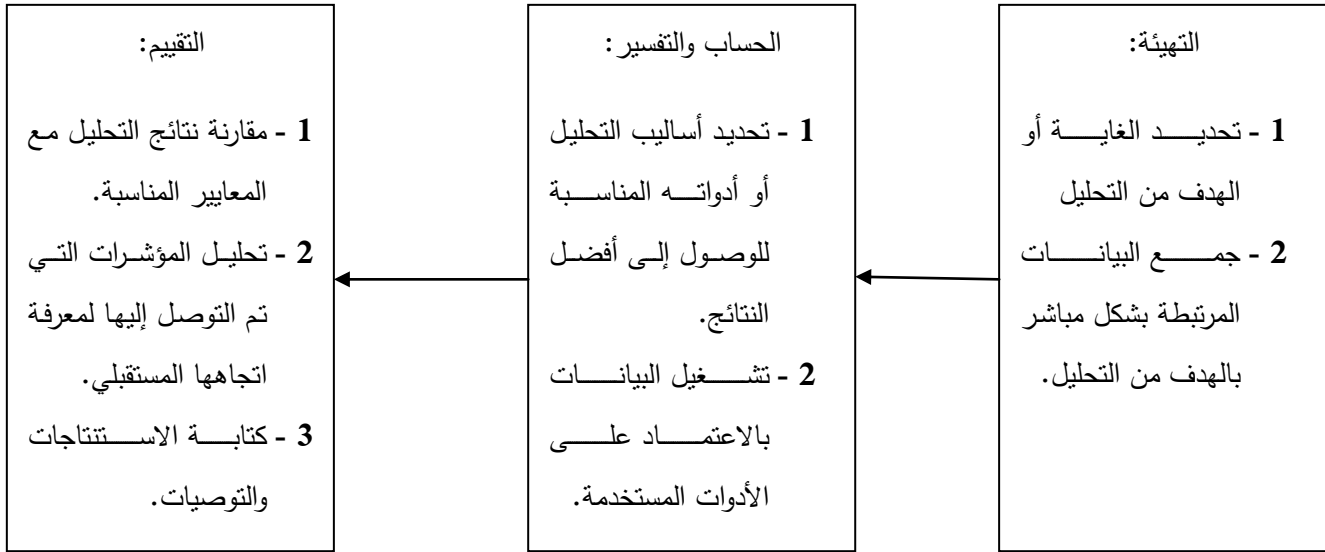 التهيئة:
1 - تحديد الغاية أو
الهدف من التحليل
2 - جمع البيانات
المرتبطة بشكل مباشر
بالهدف من التحليل.
الحساب والتفسير:
1 - تحديد أساليب التحليل
أو أدواته المناسبة
للوصول إلى أفضل
النتائج.
2 - تشغيل البيانات
بالاعتماد على
الأدوات المستخدمة.
التقييم:
1 - مقارنة نتائج التحليل مع
المعايير المناسبة.
2 - تحليل المؤشرات التي
تم التوصل إليها لمعرفة
اتجاهها المستقبلي.
3 - كتابة الاستنتاجات
والتوصيات.